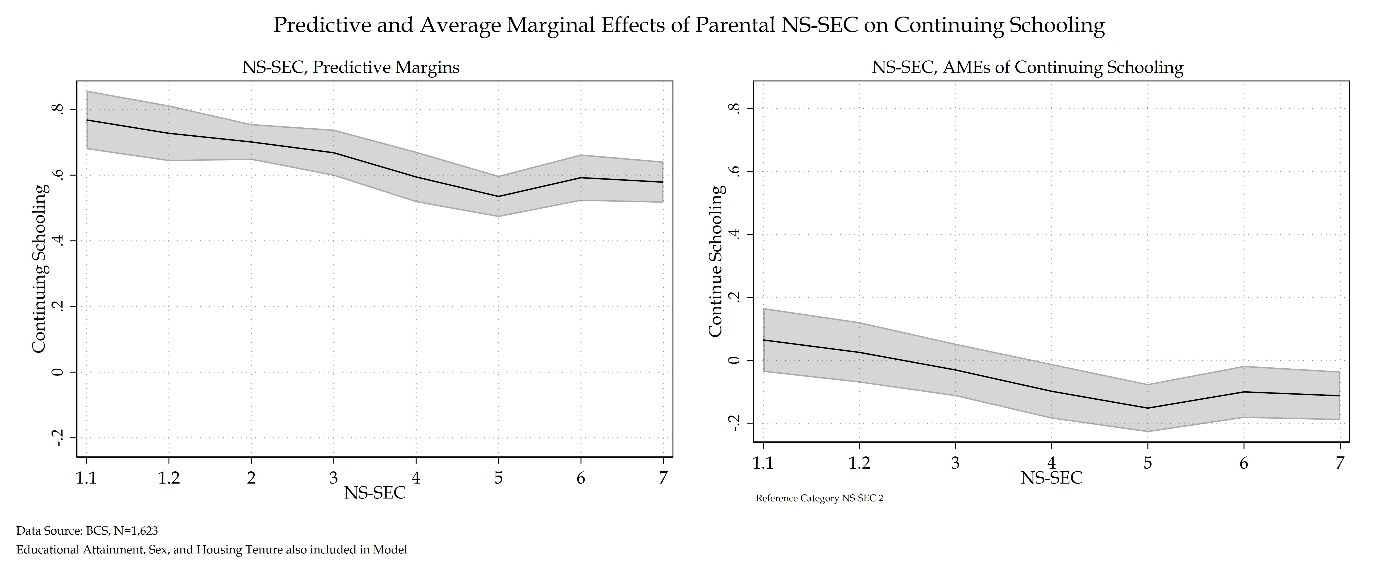 Predictive and Average Marginal Effects of Parental NS-SEC on Continuing Schooling
NS-SEC, Predictive Margins
Continuing Schooling
.8
.6
.4
.2
0
-.2
1.1 1.2 2 3 4 5 6 7
NS-SEC
NS-SEC, AMEs of Continuing Schooling
Continue Schooling
.8
.6
.4
.2
0
-.2
1.1 1.2 3 4 5 6 7
NS-SEC
Reference Category NS SEC 2
Data Source: BCS, N=1,623
Educational Attainment, Sex, and Housing Tenure also included in Model